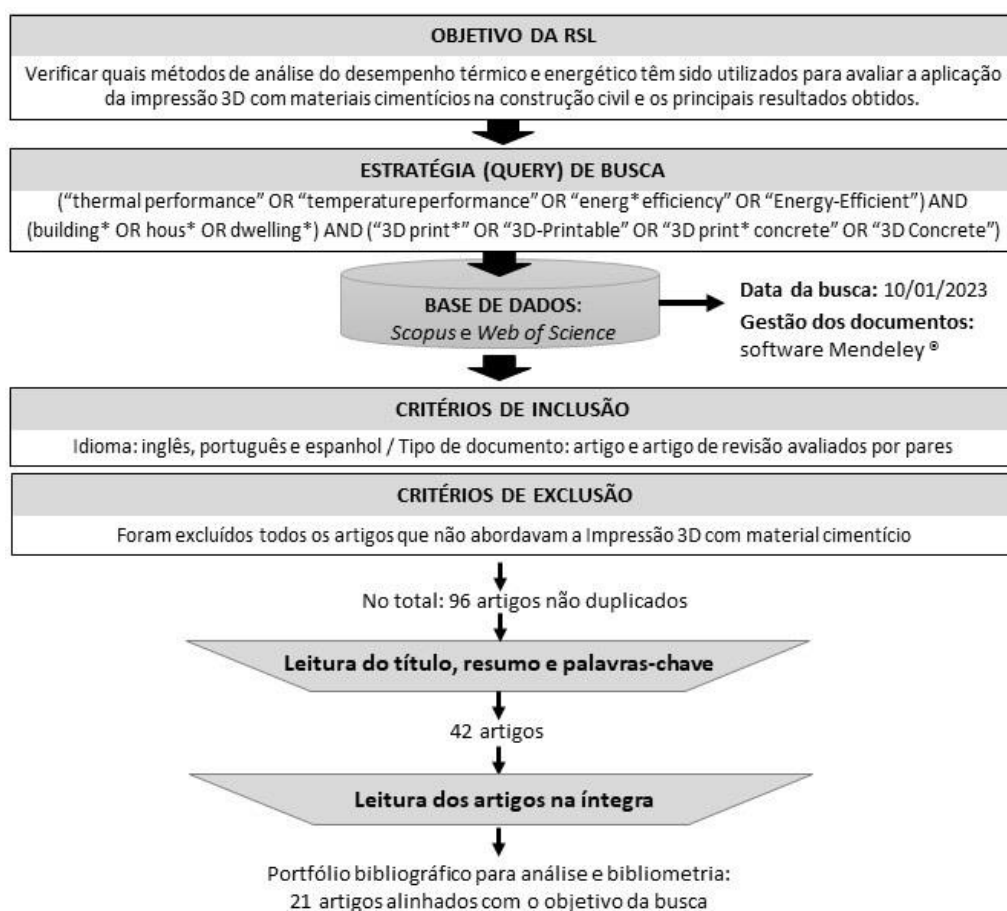 OBJETIVO DA RSL
Verificar quais métodos de análise do desempenho térmico e energético têm sido utilizados para avaliar a aplicação
da impressão 3D com materiais cimentícios na construção civil e os principais resultados obtidos.
ESTRATÉGIA (QUERY) DE BUSCA
(“thermal performance” OR “temperature performance” OR “energ* efficiency” OR “Energy-Efficient”) AND
(building* OR hous* OR dwelling*) AND (“3D print*” OR “3D-Printable” OR “3D print* concrete” OR “3D Concrete”)
BASE DE DADOS:
Scopus e Web of Science
Data da busca: 10/01/2023
Gestão dos documentos:
software Mendeley ®
CRITÉRIOS DE INCLUSÃO
Idioma: inglês, português e espanhol / Tipo de documento: artigo e artigo de revisão avaliados por pares
CRITÉRIOS DE EXCLUSÃO
Foram excluídos todos os artigos que não abordavam a Impressão 3D com material cimentício
No total: 96 artigos não duplicados
Leitura do título, resumo e palavras-chave
42 artigos
Leitura dos artigos na íntegra
Portfólio bibliográfico para análise e bibliometria:
21 artigos alinhados com o objetivo da busca